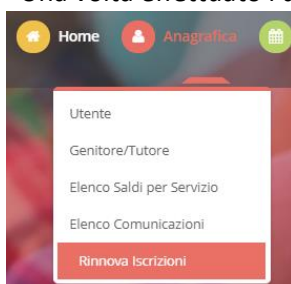 Una volta effettuato l'a
Home Anagrafica
Utente
Genitore/Tutore
Elenco Saldi per Servizio
Elenco Comunicazioni
Rinnova Iscrizioni